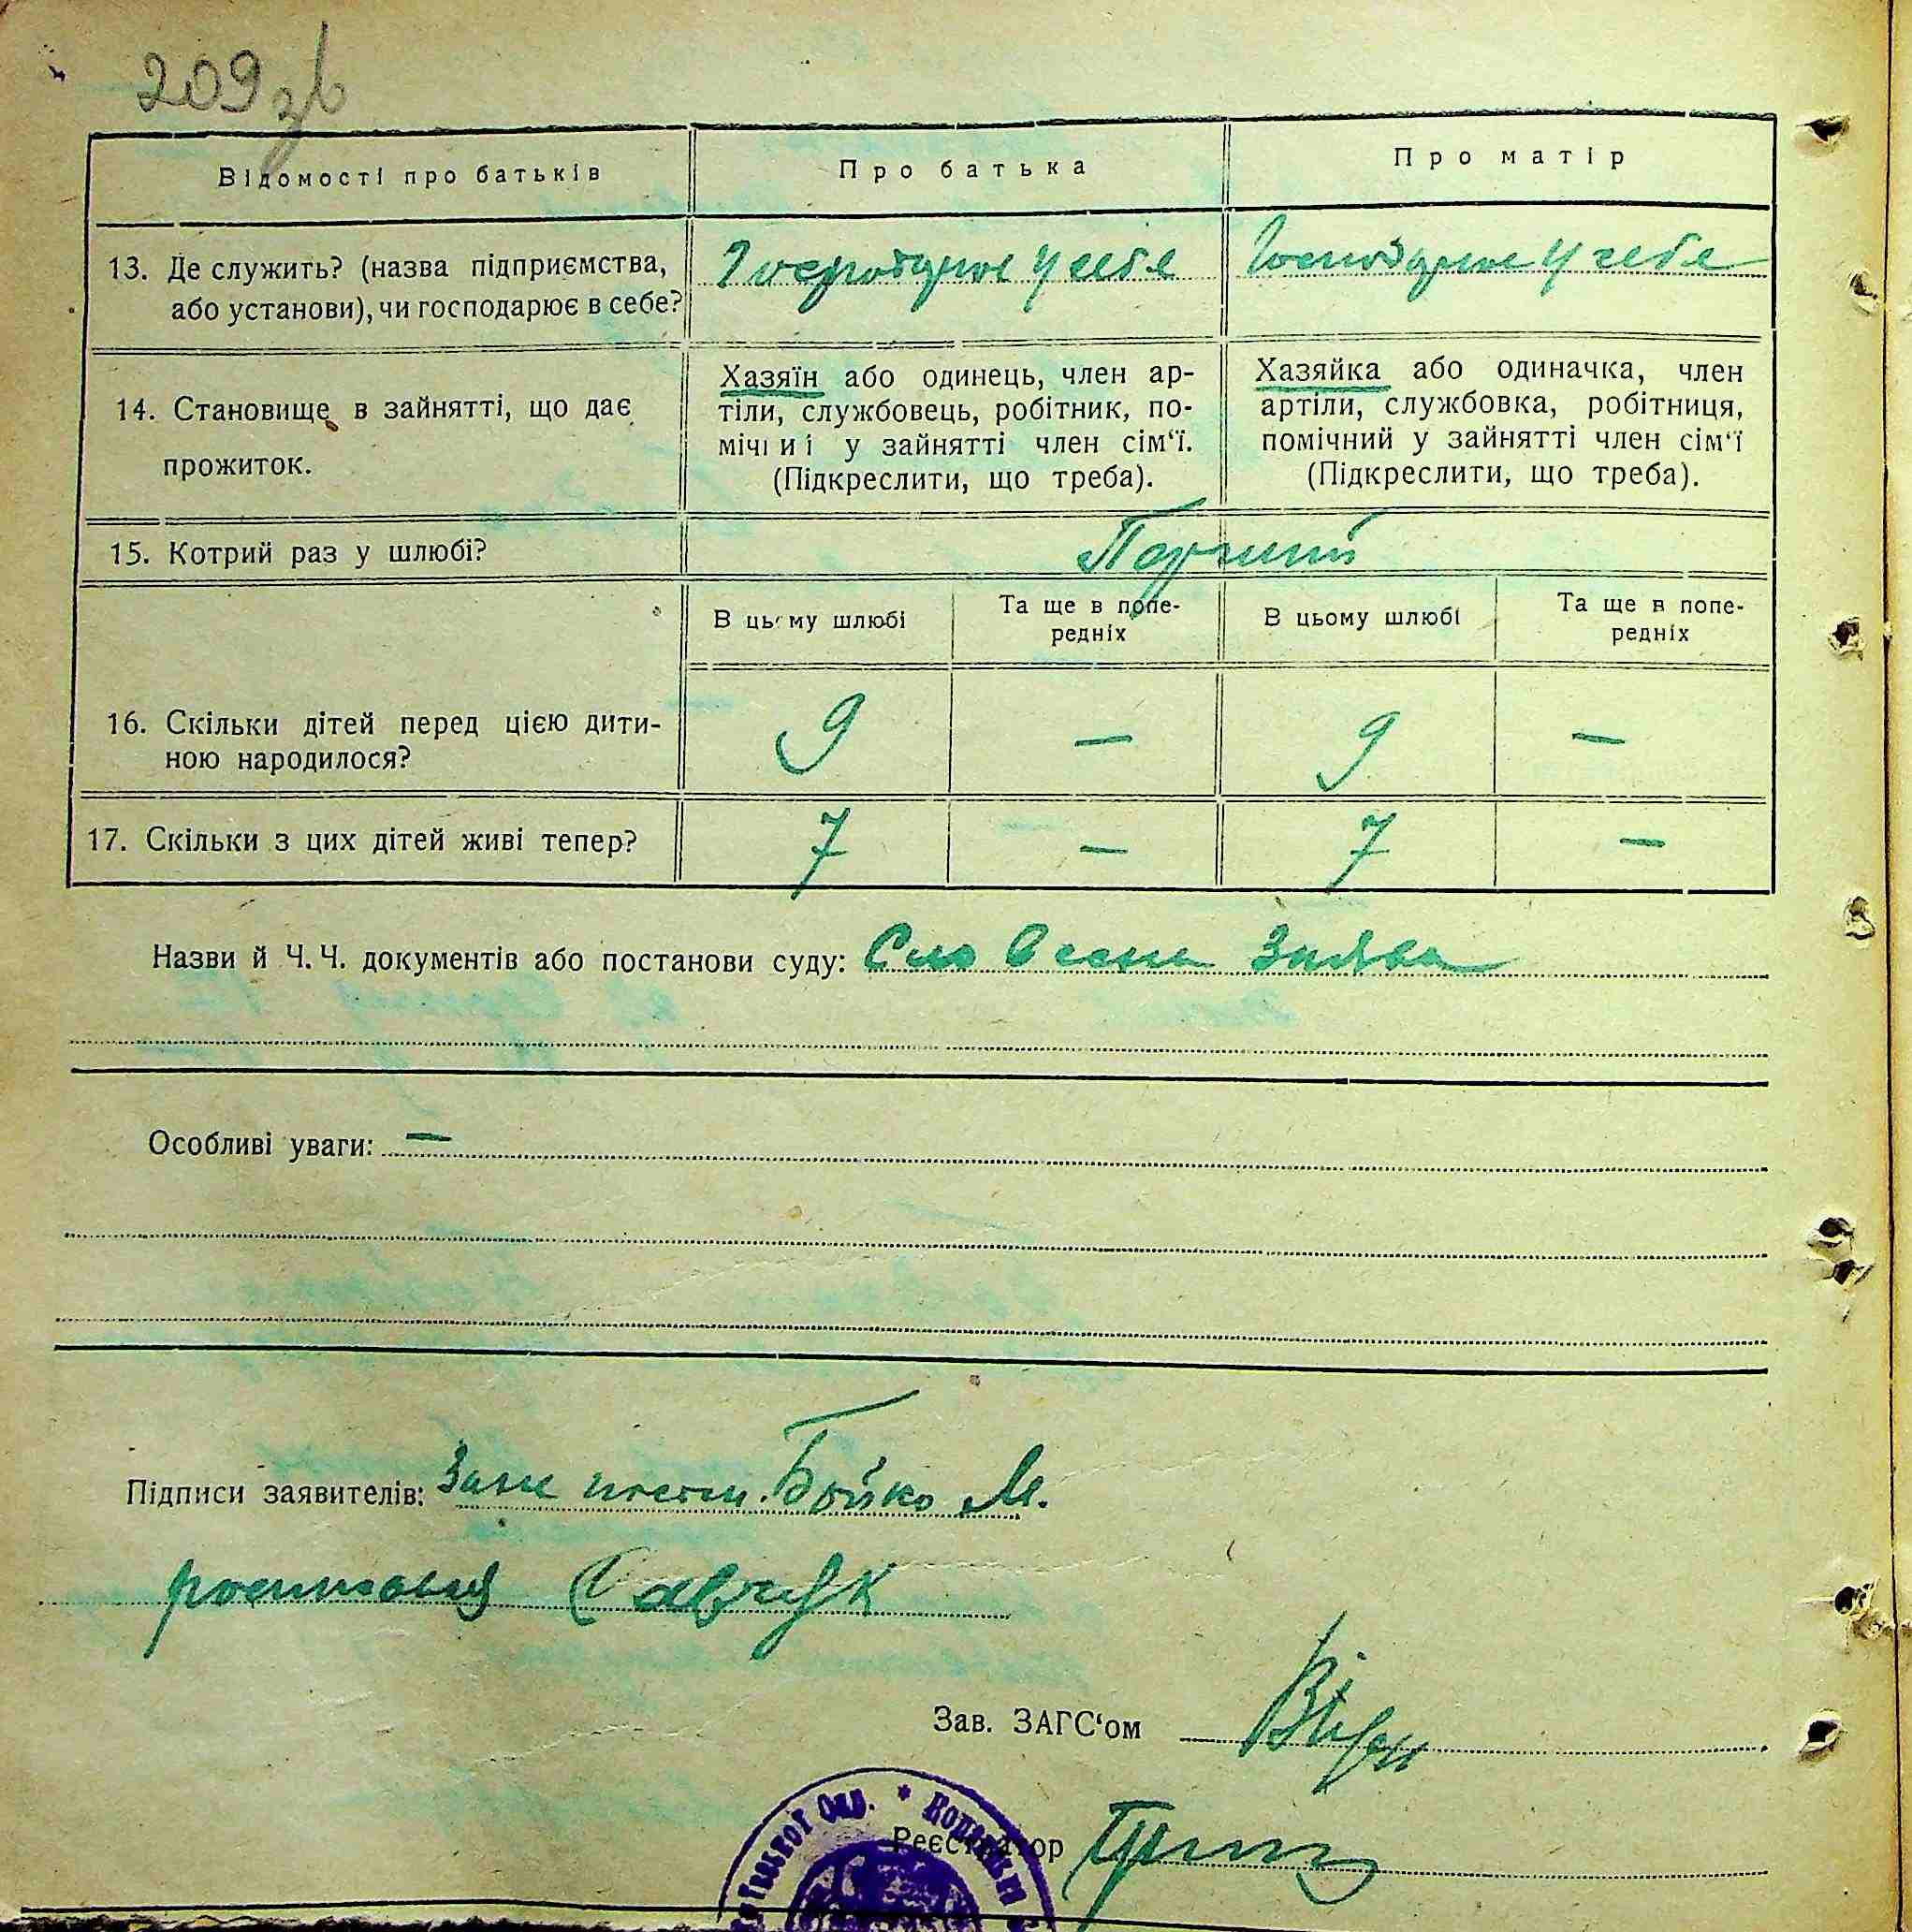 209 зв
Відомості про батьків
Про батька
Про матір
13. Де служить? (назва підприємства,
або установи), чи господарює в себе?
Господарює у себе
Господарює у себе
14. Становище в зайнятті, що дає
прожиток.
Хазяїн або одинець, член ар-
тіли, службовець, робітник, по-
мічний у зайнятті член сім‘ї.
(Підкреслити, що треба).
Хазяйка або одиначка, член
артіли, службовка, робітниця,
помічний у зайнятті член сім‘ї
(Підкреслити, що треба).
15. Котрий раз у шлюбі?
В цьому шлюбі
Та ще в попе-
редніх
В цьому шлюбі
Та ще в попе-
редніх
16. Скільки дітей перед цією дити-
ною народилося?
9 — 9 —
17. Скільки з цих дітей живі тепер?
7 — 7 —
Назви й Ч. Ч. документів або постанови суду: Словесна Заява
Особливі уваги: —
Підписи заявителів: Бойко М.
Савчук
Зав. ЗАГС‘ом
Реєстратор